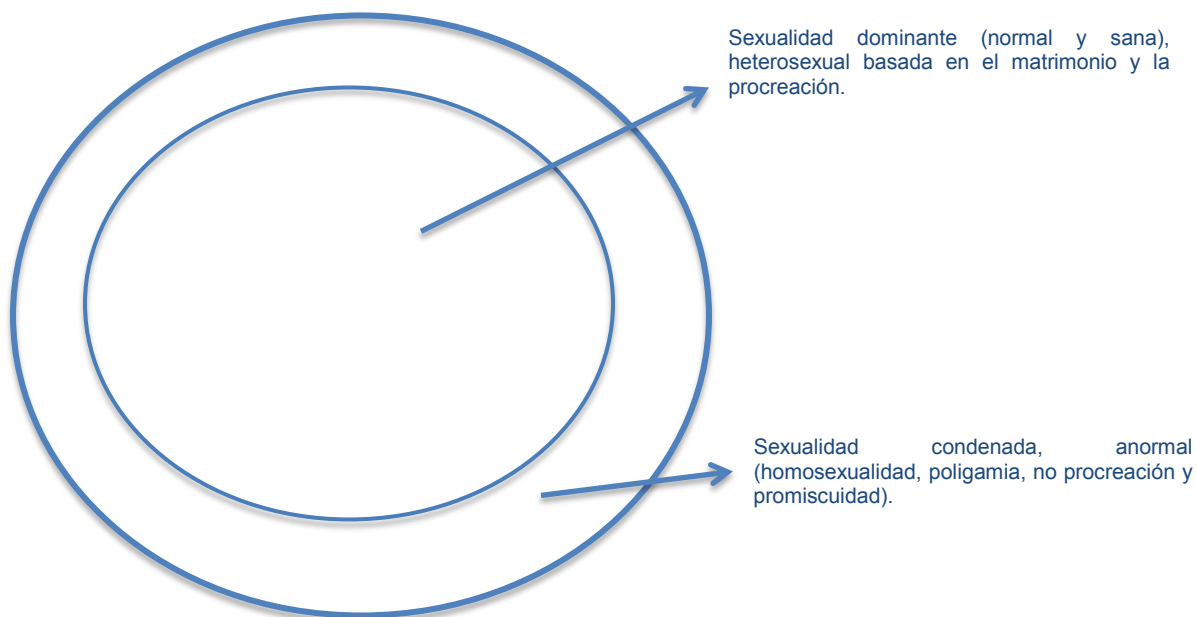 Sexualidad dominante (normal y sana),
heterosexual basada en el matrimonio y la
procreación.
Sexualidad condenada, anormal
(homosexualidad, poligamia, no procreación y
promiscuidad).